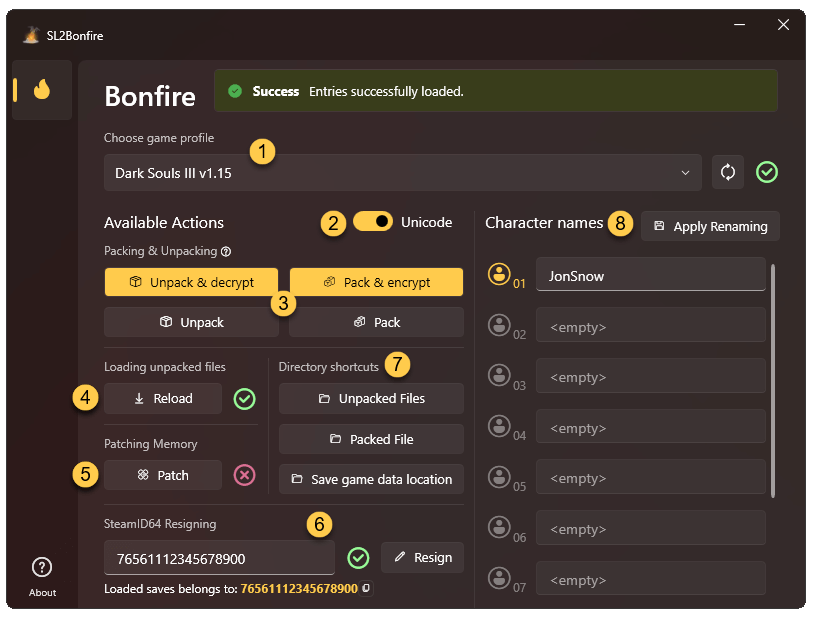 SL2Bonfire
Bonfire
Success Entries successfully loaded.
Choose game profile
1
Dark Souls III v1.15
Available Actions
2
Unicode
Packing & Unpacking
Unpack & decrypt
Pack & encrypt
3
Unpack
Pack
Loading unpacked files
4
Reload
Patching Memory
5
Patch
Directory shortcuts
7
Unpacked Files
Packed File
Save game data location
SteamID64 Resigning
6
76561112345678900
Resign
Loaded saves belongs to: 76561112345678900
Character names
8
Apply Renaming
01 JonSnow
02 <empty>
03 <empty>
04 <empty>
05 <empty>
06 <empty>
07 <empty>
?
About